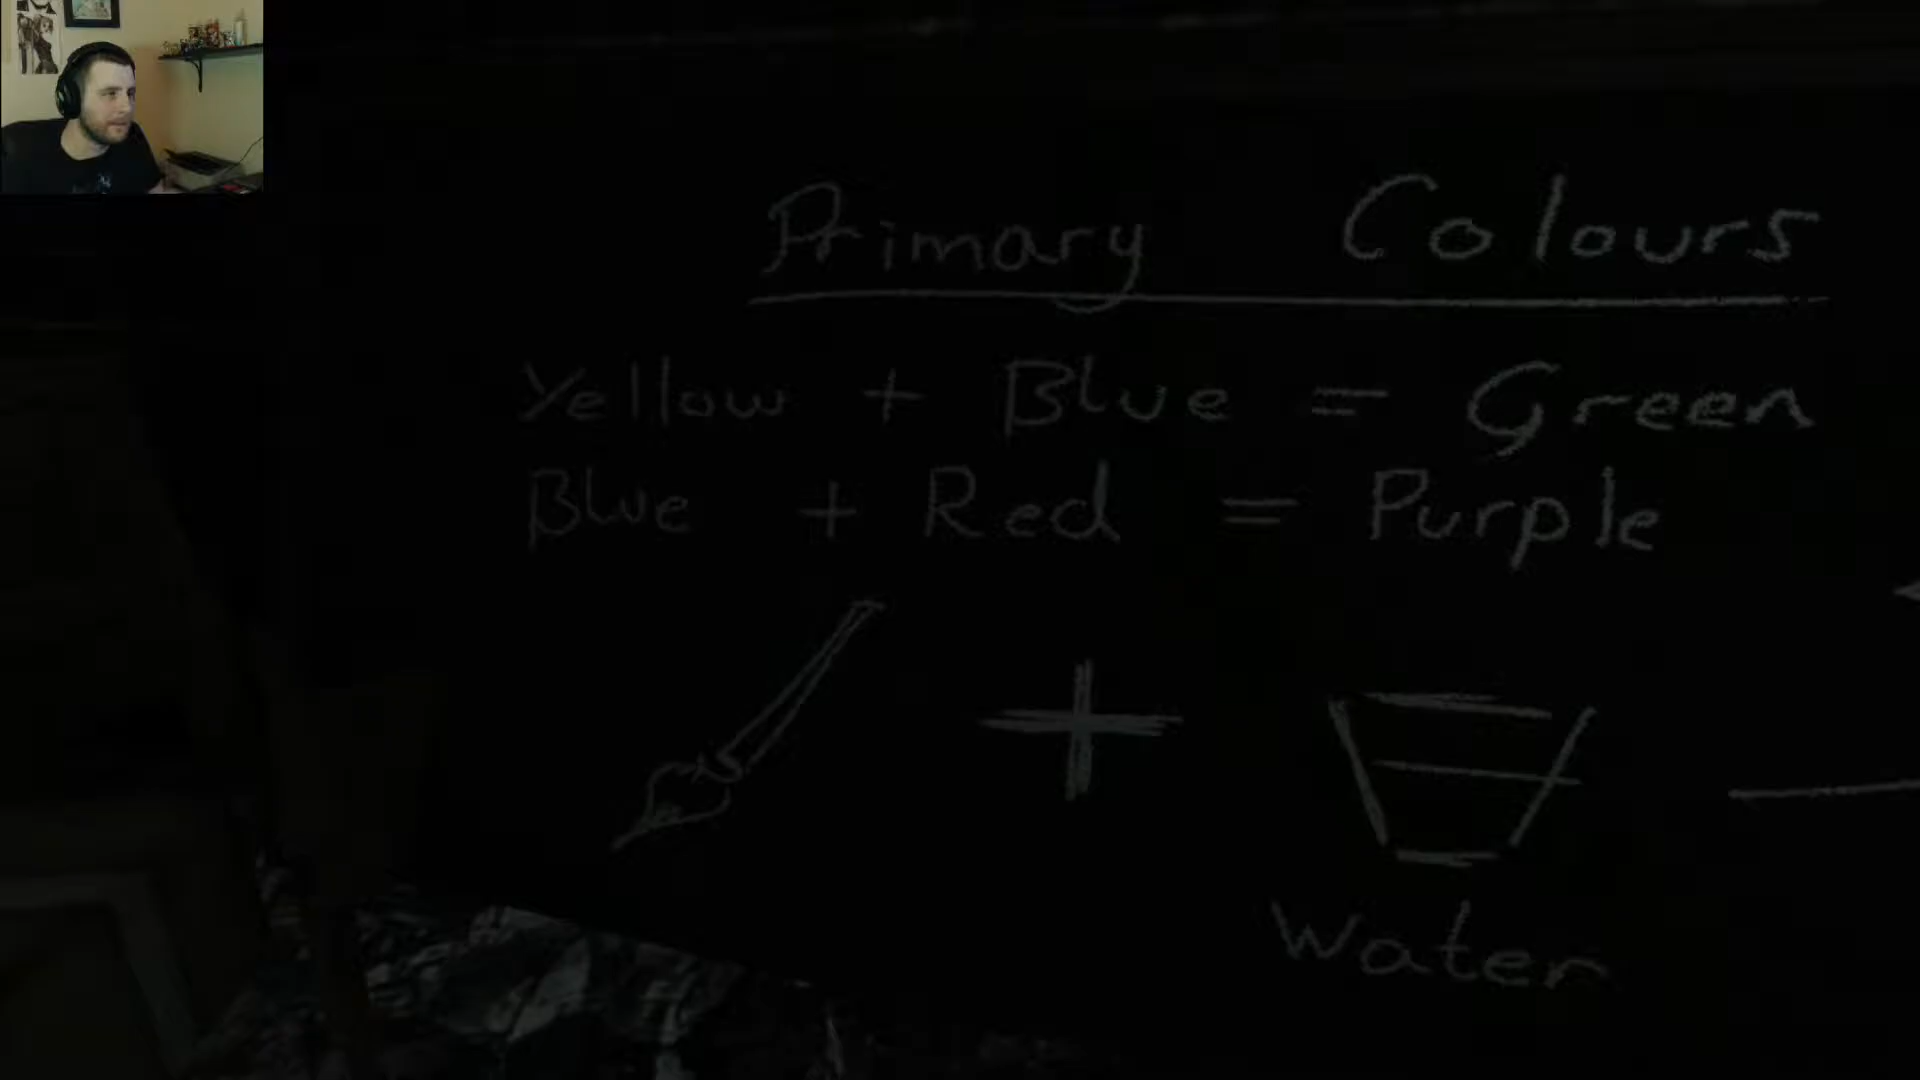 Primary Colours
Yellow + Blue = Green
Blue + Red = Purple
+
Water